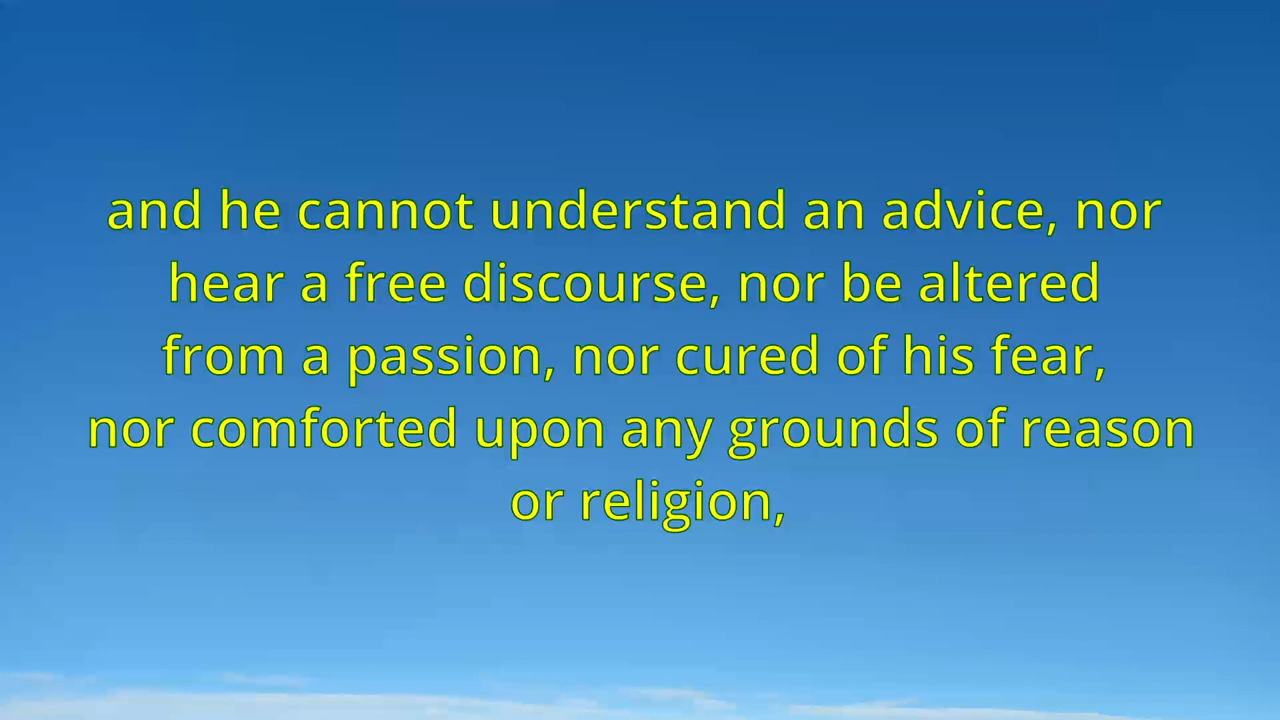 and he cannot understand an advice, nor
hear a free discourse, nor be altered
from a passion, nor cured of his fear,
nor comforted upon any grounds of reason
or religion,